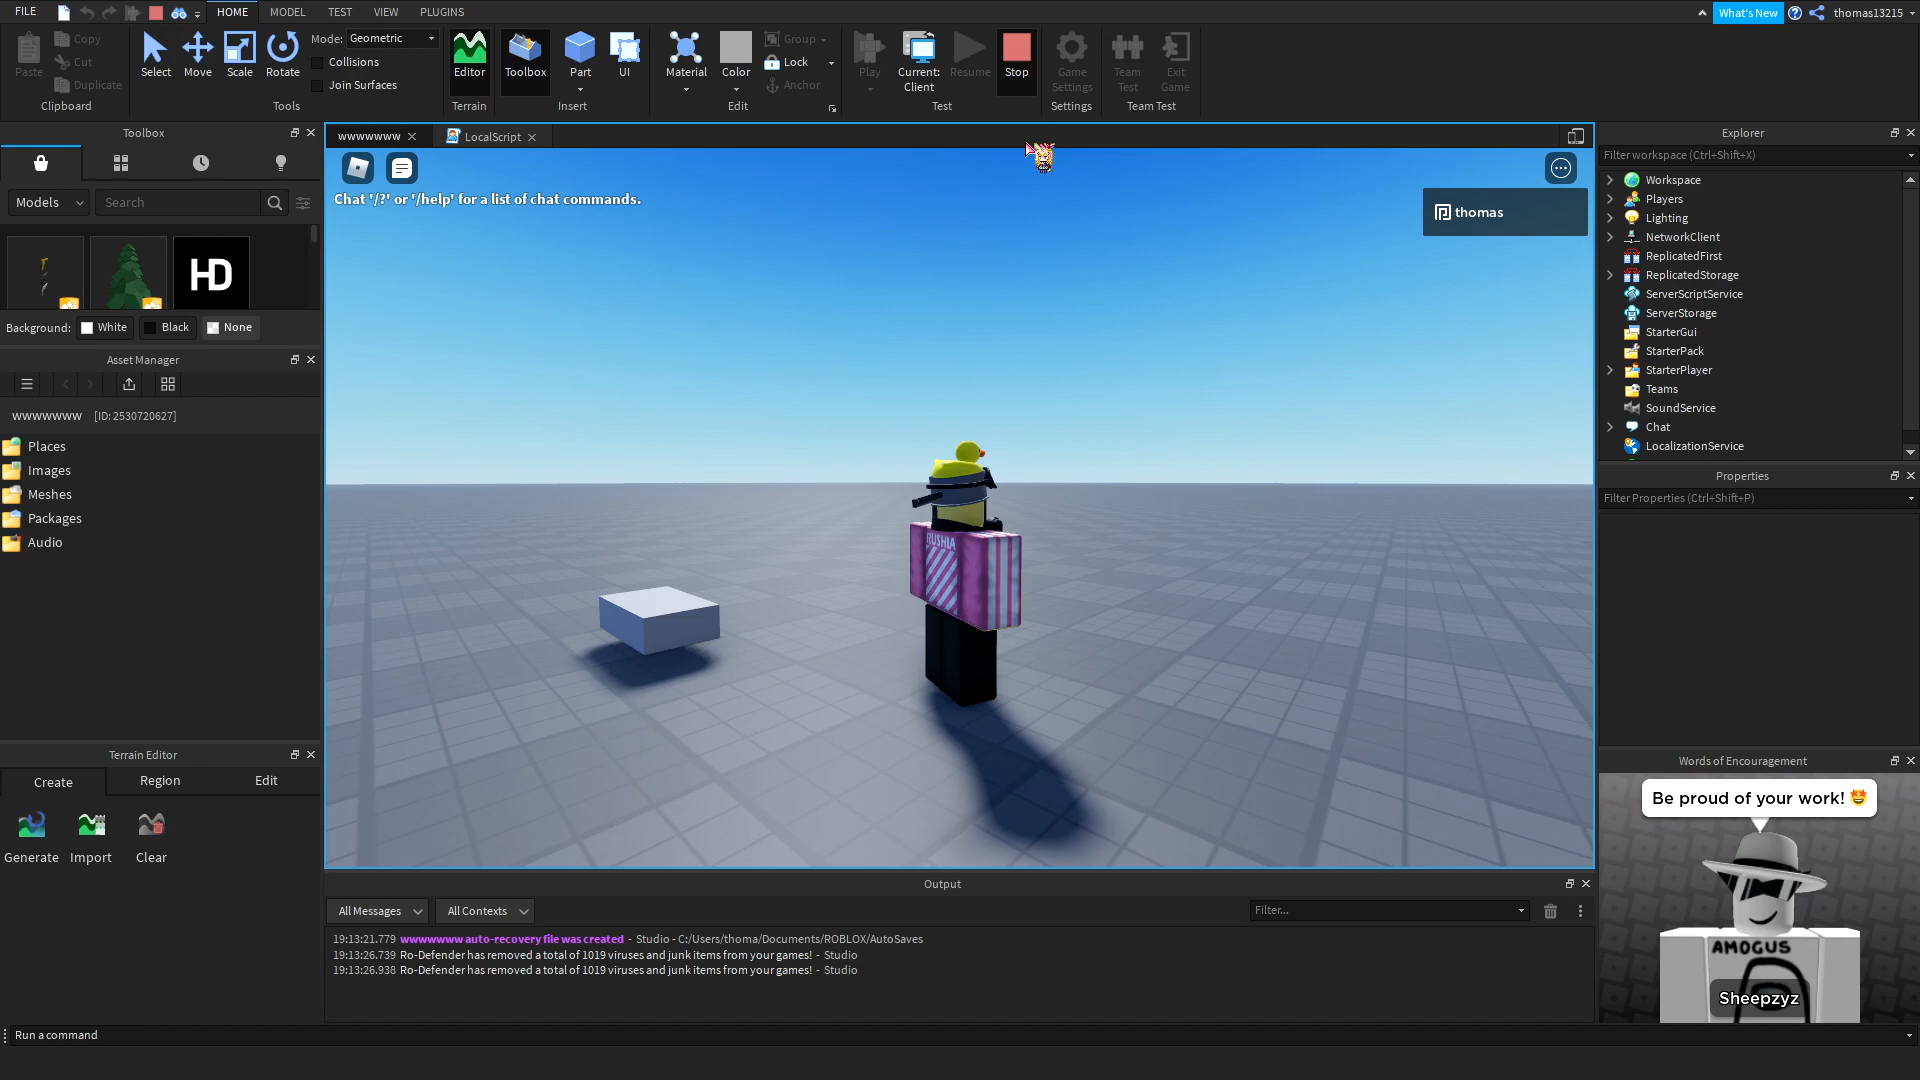 FILE
HOME
MODEL
TEST
VIEW
PLUGINS
What's New
thomas13215
Paste
Copy
Cut
Duplicate
Clipboard
Select
Move
Scale
Rotate
Mode: Geometric
Collisions
Join Surfaces
Tools
Editor
Terrain
Toolbox
Part
UI
Insert
Material
Color
Group
Lock
Anchor
Edit
Play
Current:
Client
Resume
Stop
Test
Game
Settings
Settings
Team
Test
Exit
Game
Team Test
Toolbox
Models
Search
HD
Background: White Black None
Asset Manager
wwwwwww [ID: 2530720627]
Places
Images
Meshes
Packages
Audio
Terrain Editor
Create
Region
Edit
Generate
Import
Clear
wwwwwww
LocalScript
Chat '/?' or '/help' for a list of chat commands.
thomas
RUSHIA
Output
All Messages
All Contexts
Filter...
19:13:21.779 wwwwwww auto-recovery file was created - Studio - C:/Users/thoma/Documents/ROBLOX/AutoSaves
19:13:26.739 Ro-Defender has removed a total of 1019 viruses and junk items from your games! - Studio
19:13:26.938 Ro-Defender has removed a total of 1019 viruses and junk items from your games! - Studio
Explorer
Filter workspace (Ctrl+Shift+X)
Workspace
Players
Lighting
NetworkClient
ReplicatedFirst
ReplicatedStorage
ServerScriptService
ServerStorage
StarterGui
StarterPack
StarterPlayer
Teams
SoundService
Chat
LocalizationService
Properties
Filter Properties (Ctrl+Shift+P)
Words of Encouragement
Be proud of your work! 🤩
AMOGUS
Sheepzyz
Run a command